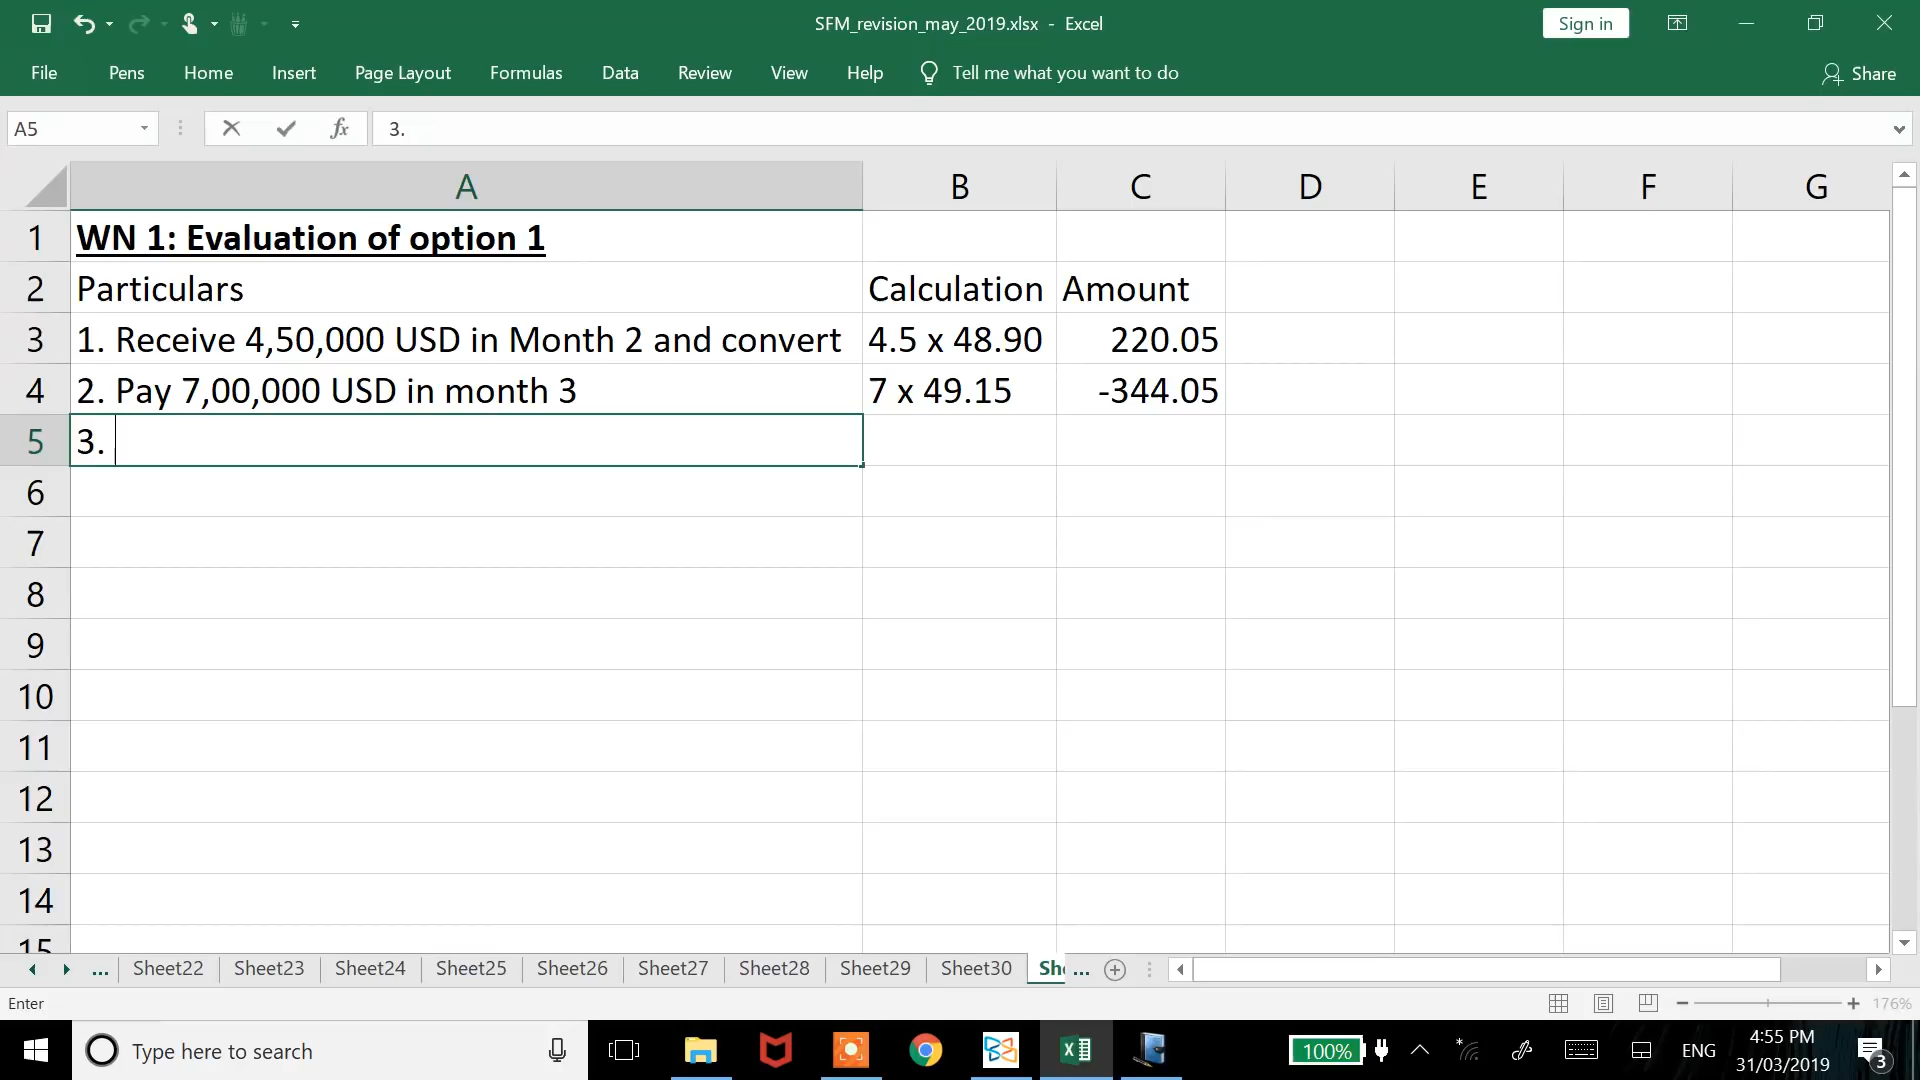 SFM_revision_may_2019.xlsx - Excel
Sign in
File Pens Home Insert Page Layout Formulas Data Review View Help Tell me what you want to do Share
A5 fx 3.
A B C D E F G
1 WN 1: Evaluation of option 1
2 Particulars Calculation Amount
3 1. Receive 4,50,000 USD in Month 2 and convert 4.5 x 48.90 220.05
4 2. Pay 7,00,000 USD in month 3 7 x 49.15 -344.05
5 3.
6
7
8
9
10
11
12
13
14
15
... Sheet22 Sheet23 Sheet24 Sheet25 Sheet26 Sheet27 Sheet28 Sheet29 Sheet30 She ...
Enter 176%
Type here to search 100% ENG 4:55 PM
31/03/2019 3